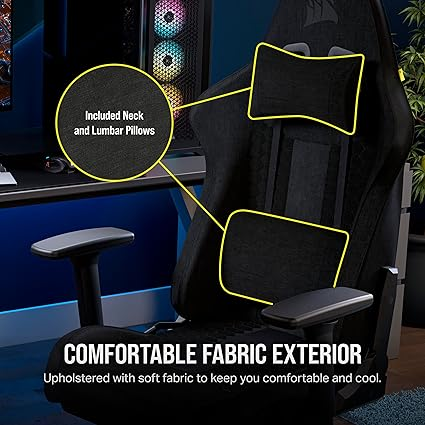 Included Neck
and Lumbar Pillows
COMFORTABLE FABRIC EXTERIOR
Upholstered with soft fabric to keep you comfortable and cool.